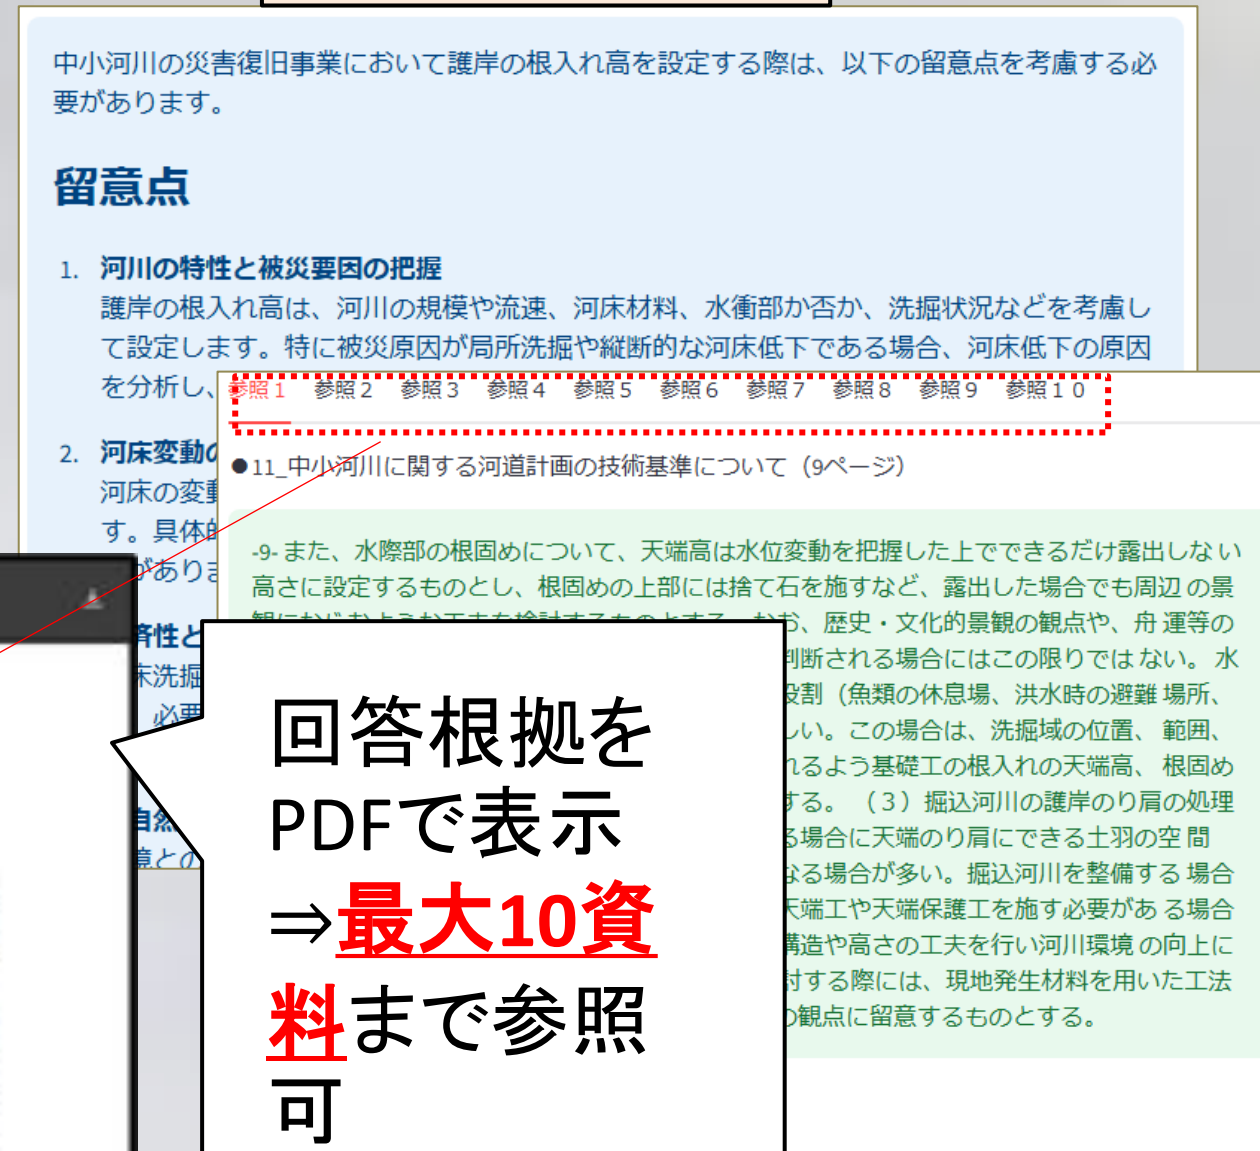 中小河川の災害復旧事業において護岸の根入れ高を設定する際は、以下の留意点を考慮する必
要があります。
留意点
1. 河川の特性と被災要因の把握
護岸の根入れ高は、河川の規模や流速、河床材料、水衝部か否か、洗掘状況などを考慮し
て設定します。特に被災原因が局所洗掘や縦断的な河床低下である場合、河床低下の原因
を分析し、
2. 河床変動の
河床の変動
す。具体的
があります
済性と
床洗掘
必要
自然
境との
参照1 参照2 参照3 参照4 参照5 参照6 参照7 参照8 参照9 参照10
●11_中小河川に関する河道計画の技術基準について（9ページ）
-9- また、水際部の根固めについて、天端高は水位変動を把握した上でできるだけ露出しない
高さに設定するものとし、根固めの上部には捨て石を施すなど、露出した場合でも周辺の景
お、歴史・文化的景観の観点や、舟運等の
判断される場合にはこの限りではない。 水
役割（魚類の休息場、洪水時の避難場所、
しい。この場合は、洗掘域の位置、範囲、
れるよう基礎工の根入れの天端高、根固め
する。 （3）掘込河川の護岸のり肩の処理
る場合に天端のり肩にできる土羽の空間
なる場合が多い。掘込河川を整備する場合
天端工や天端保護工を施す必要がある場合
構造や高さの工夫を行い河川環境の向上に
討する際には、現地発生材料を用いた工法
の観点に留意するものとする。
回答根拠を
PDFで表示
⇒最大10資
料まで参照
可